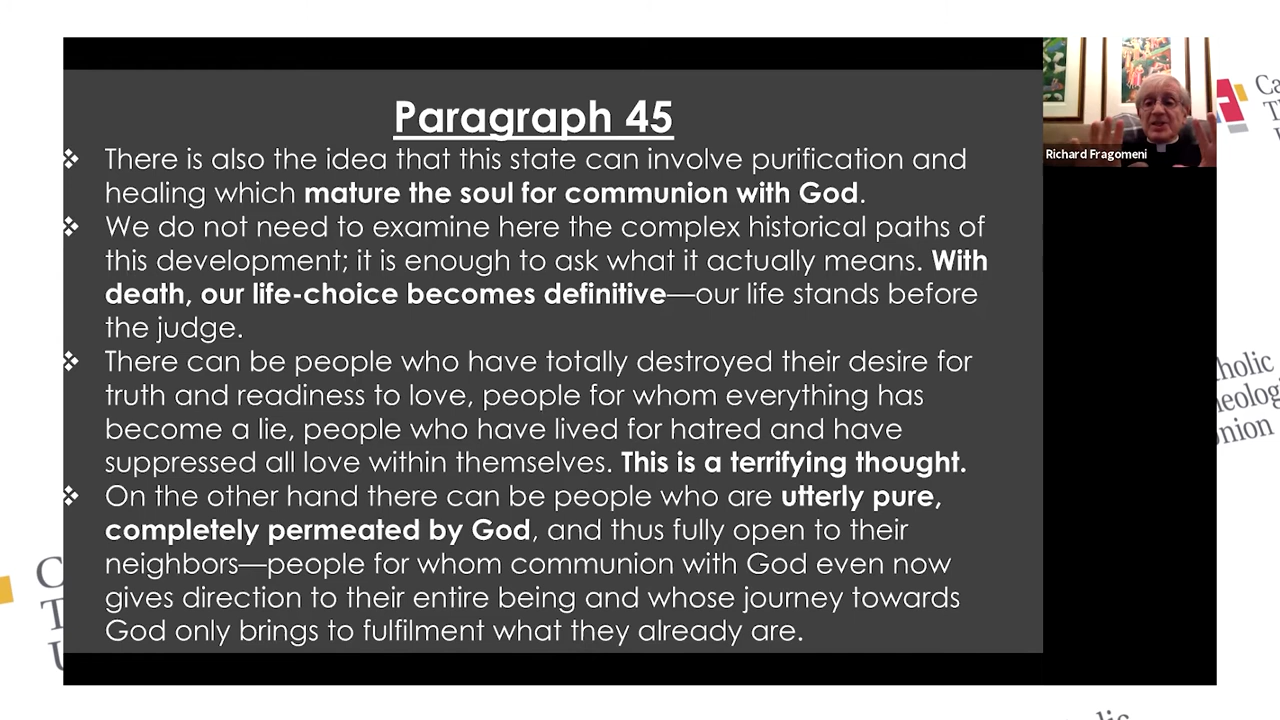 Paragraph 45
❖ There is also the idea that this state can involve purification and
healing which mature the soul for communion with God.
❖ We do not need to examine here the complex historical paths of
this development; it is enough to ask what it actually means. With
death, our life-choice becomes definitive—our life stands before
the judge.
❖ There can be people who have totally destroyed their desire for
truth and readiness to love, people for whom everything has
become a lie, people who have lived for hatred and have
suppressed all love within themselves. This is a terrifying thought.
❖ On the other hand there can be people who are utterly pure,
completely permeated by God, and thus fully open to their
neighbors—people for whom communion with God even now
gives direction to their entire being and whose journey towards
God only brings to fulfilment what they already are.
Richard Fragomeni
Ca
T
tholic
heolog
Union
C
T
U
lic